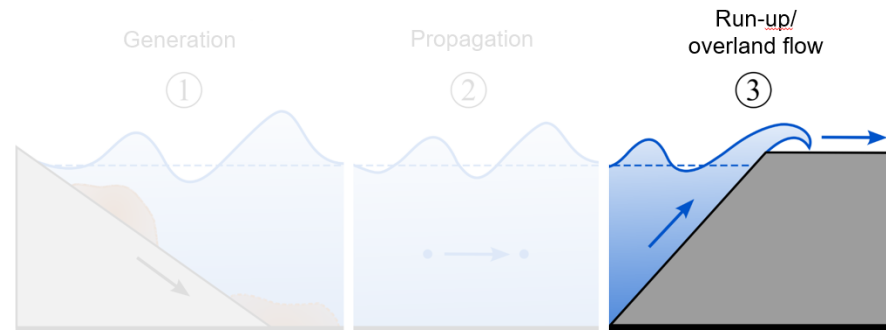 Generation
①
Propagation
②
Run-up/
overland flow
③